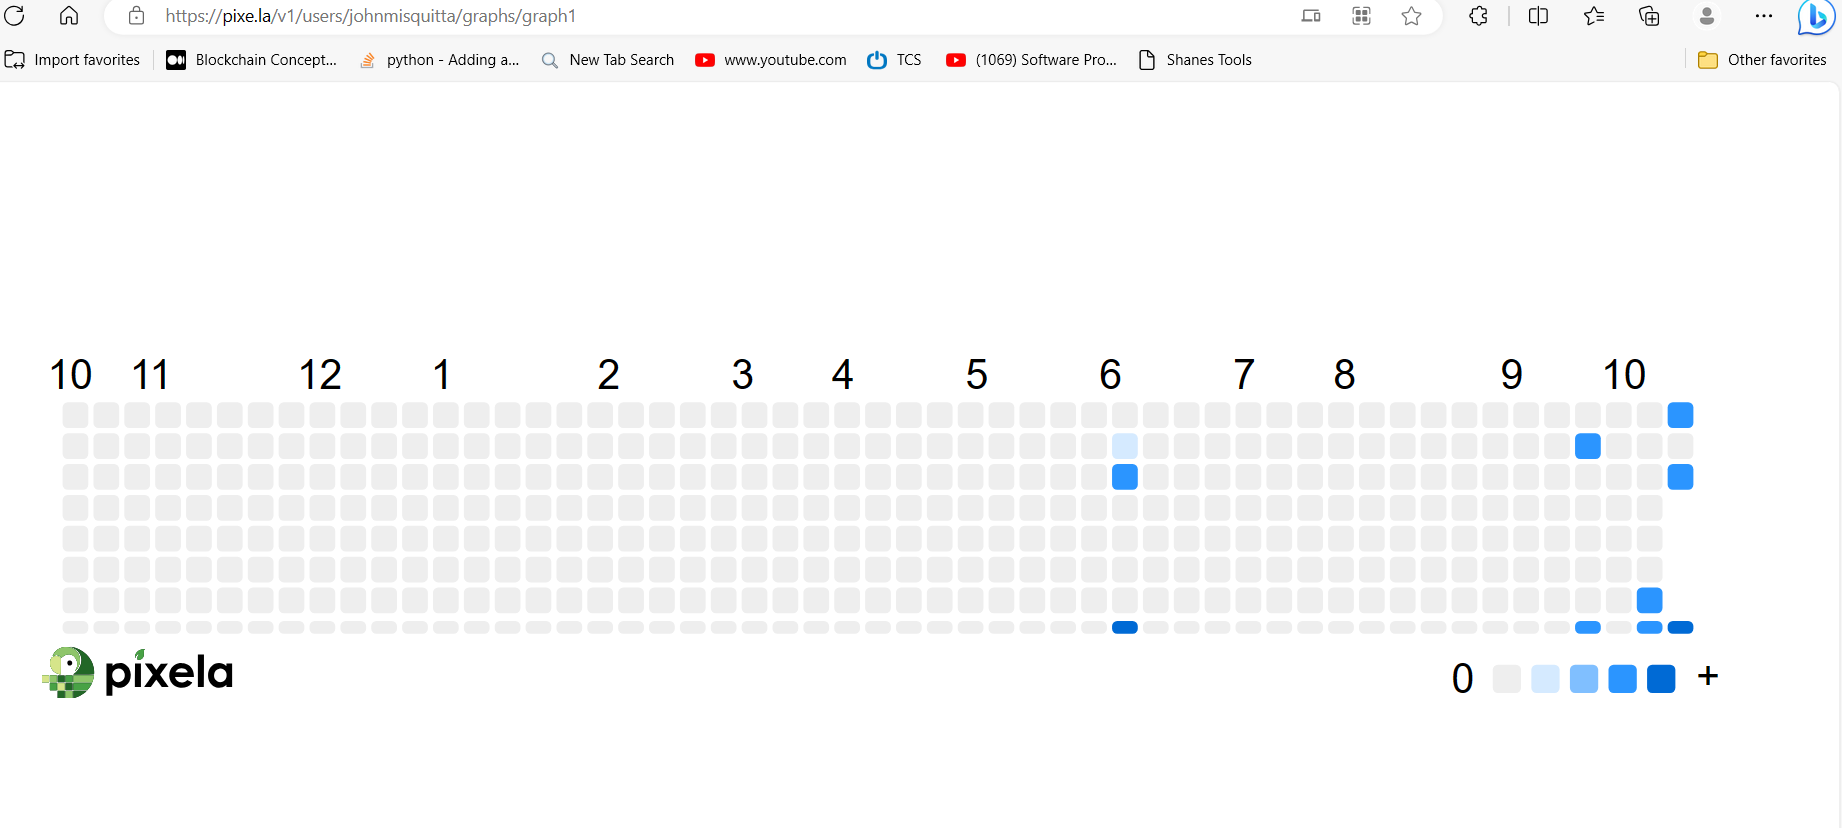 https://pixe.la/v1/users/johnmisquitta/graphs/graph1
Import favorites Blockchain Concept... python - Adding a... New Tab Search www.youtube.com TCS (1069) Software Pro... Shanes Tools Other favorites
10 11 12 1 2 3 4 5 6 7 8 9 10
pixela 0 +